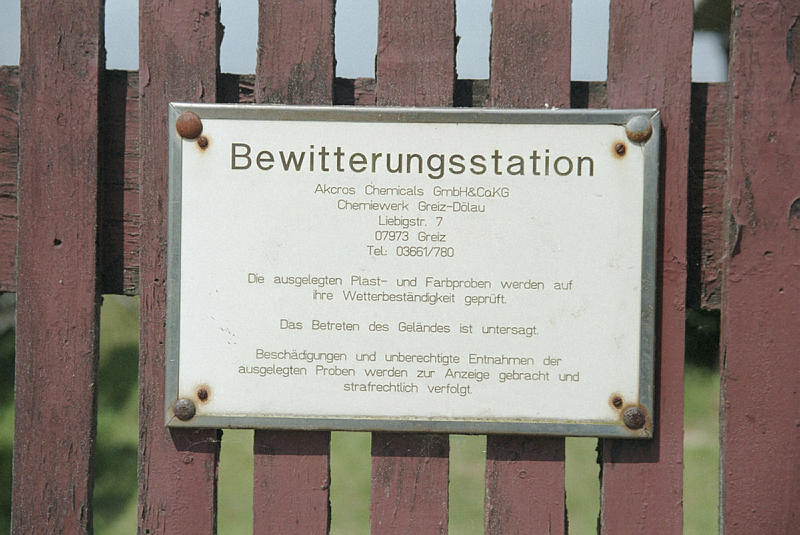 Bewitterungsstation
Akcros Chemicals GmbH&Co.KG
Chemiewerk Greiz-Dölau
Liebigstr. 7
07973 Greiz
Tel.: 03661/780
Die ausgelegten Plast- und Farbproben werden auf
ihre Wetterbeständigkeit geprüft.
Das Betreten des Geländes ist untersagt.
Beschädigungen und unberechtigte Entnahmen der
ausgelegten Proben werden zur Anzeige gebracht und
strafrechtlich verfolgt.